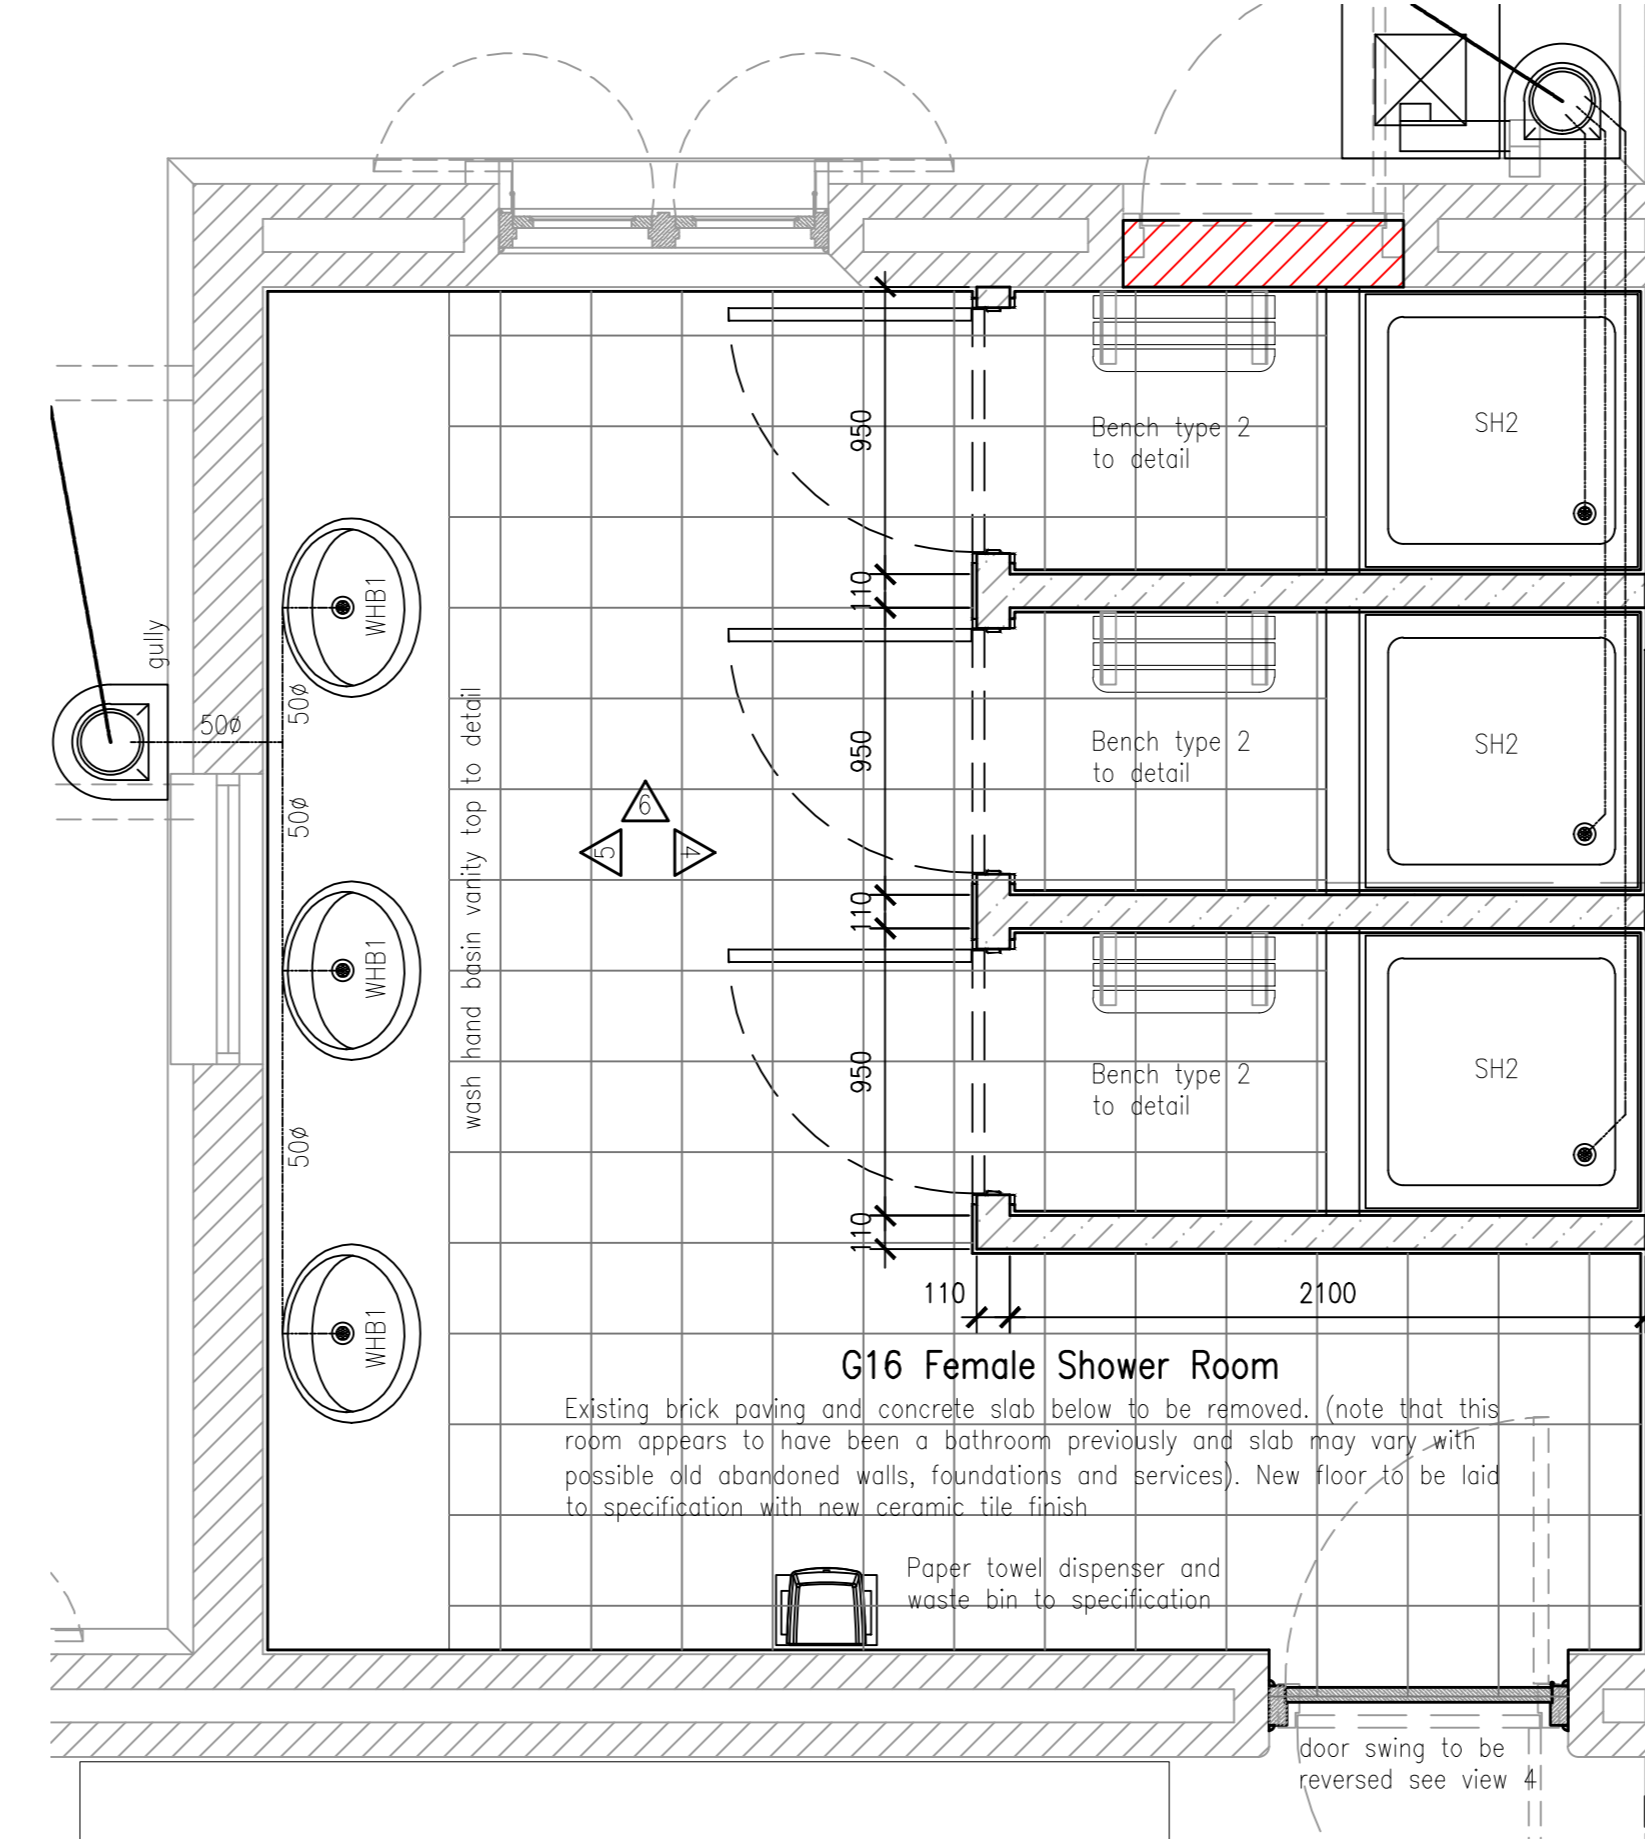 950
Bench type 2
to detail
SH2
110
WHB1
gully
50ø
50ø
wash hand basin vanity top to detail
950
Bench type 2
to detail
SH2
50ø
6
5
4
110
WHB1
950
Bench type 2
to detail
SH2
50ø
110
110
2100
WHB1
G16 Female Shower Room
Existing brick paving and concrete slab below to be removed. (note that this
room appears to have been a bathroom previously and slab may vary with
possible old abandoned walls, foundations and services). New floor to be laid
to specification with new ceramic tile finish
Paper towel dispenser and
waste bin to specification
door swing to be
reversed see view 4